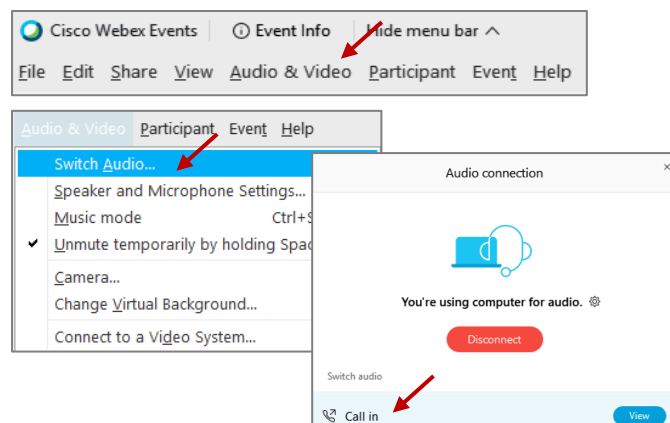 Cisco Webex Events Event Info Hide menu bar
File Edit Share View Audio & Video Participant Event Help
Audio & Video Participant Event Help
Switch Audio...
Speaker and Microphone Settings...
Music mode Ctrl+S
Unmute temporarily by holding Spac
Camera...
Change Virtual Background...
Connect to a Video System...
Audio connection
You're using computer for audio.
Disconnect
Switch audio
Call in View